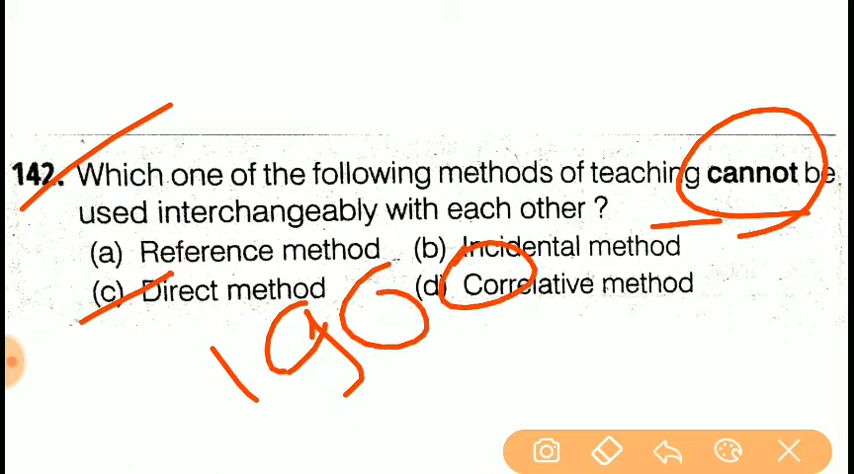 142. Which one of the following methods of teaching cannot be
used interchangeably with each other ?
(a) Reference method (b) Incidental method
(c) Direct method (d) Correlative method
1960